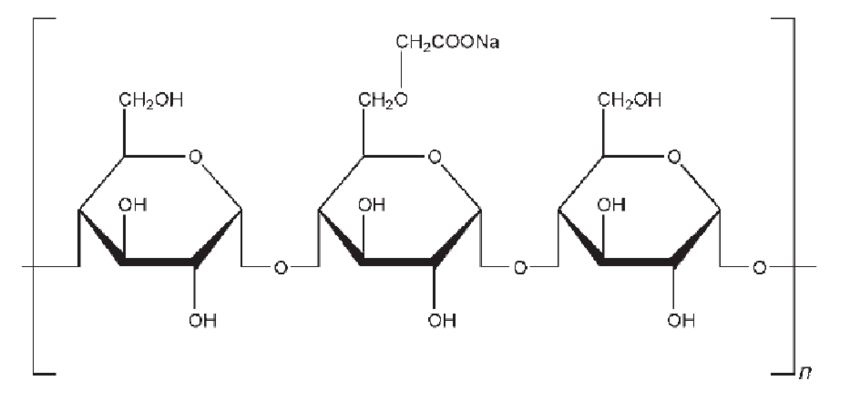 CH₂COONa
CH₂OH CH₂O CH₂OH
O O O
OH OH OH
O O O
OH OH OH
n